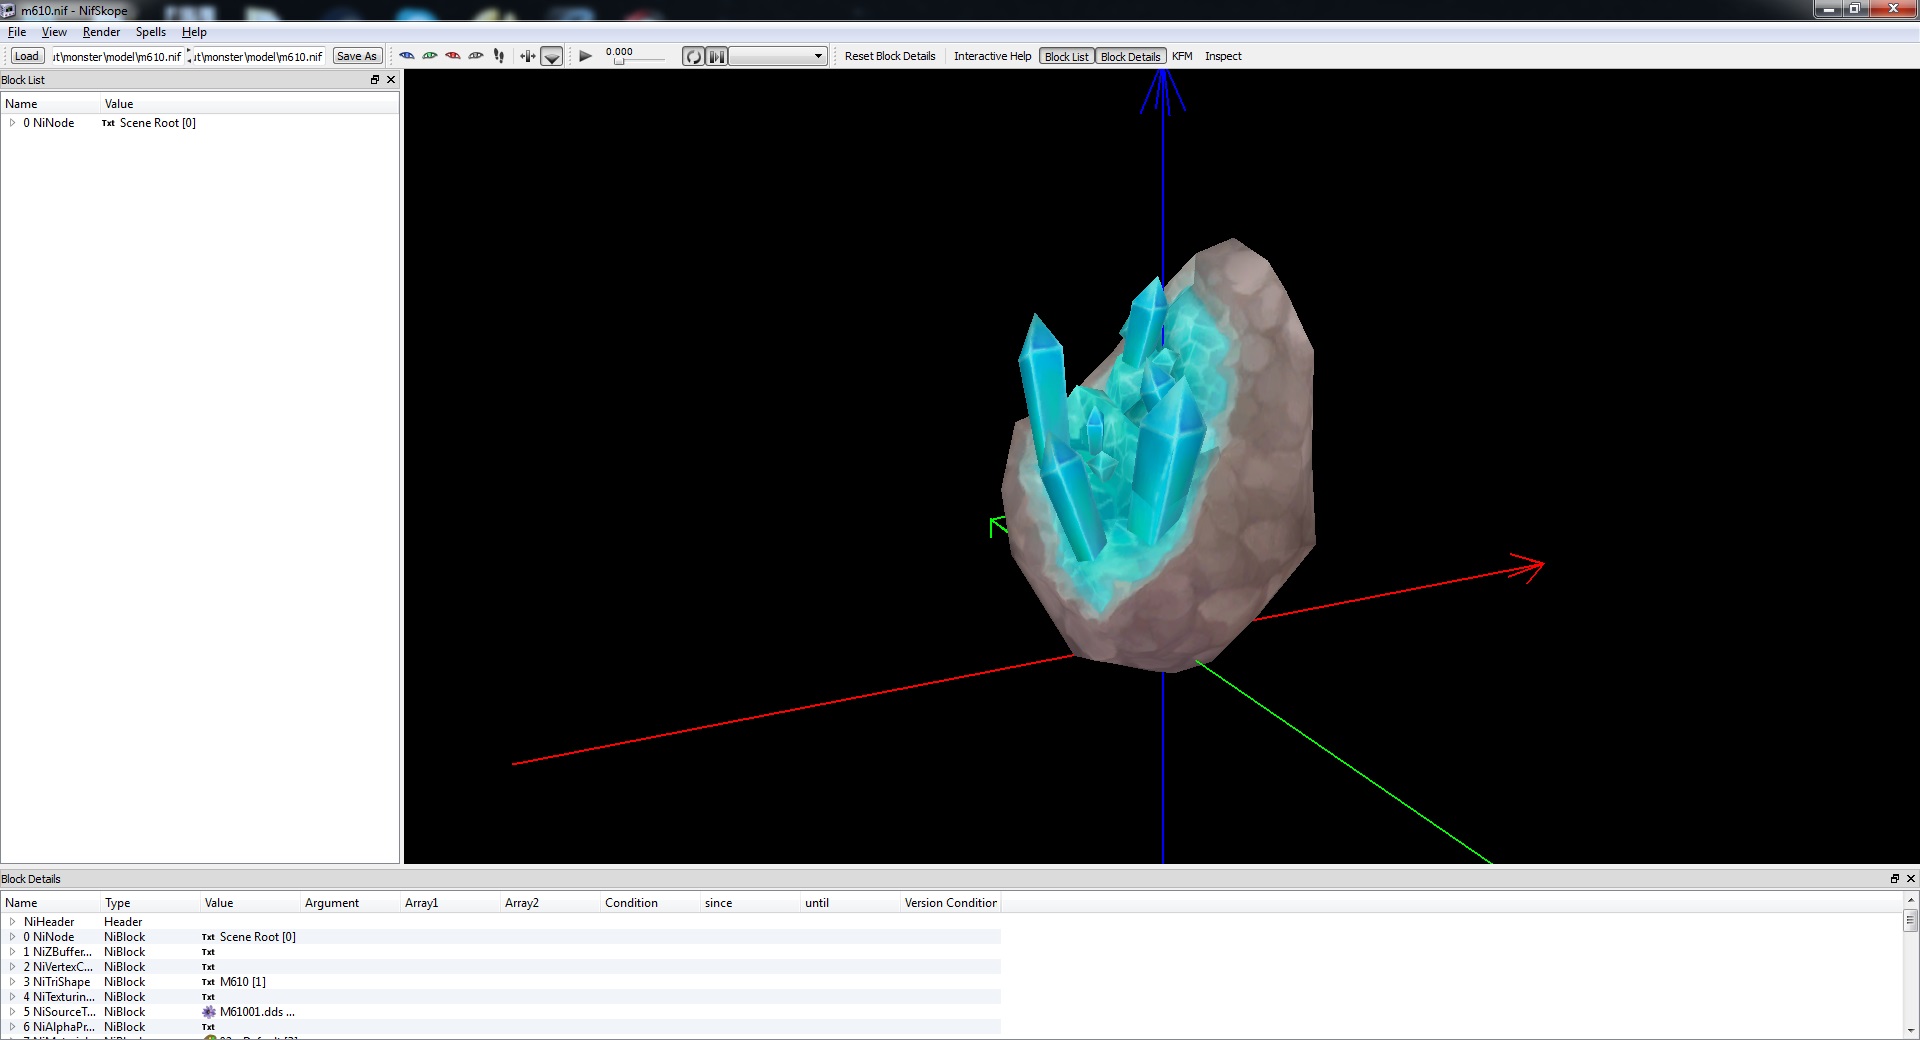 m610.nif - NifSkope
File View Render Spells Help
Load ut\monster\model\m610.nif ut\monster\model\m610.nif Save As 0.000 Reset Block Details Interactive Help Block List Block Details KFM Inspect
Block List
Name Value
0 NiNode Txt Scene Root [0]
Block Details
Name Type Value Argument Array1 Array2 Condition since until Version Condition
NiHeader Header
0 NiNode NiBlock Txt Scene Root [0]
1 NiZBuffer... NiBlock Txt
2 NiVertexC... NiBlock Txt
3 NiTriShape NiBlock Txt M610 [1]
4 NiTexturin... NiBlock Txt
5 NiSourceT... NiBlock M61001.dds ...
6 NiAlphaPr... NiBlock Txt